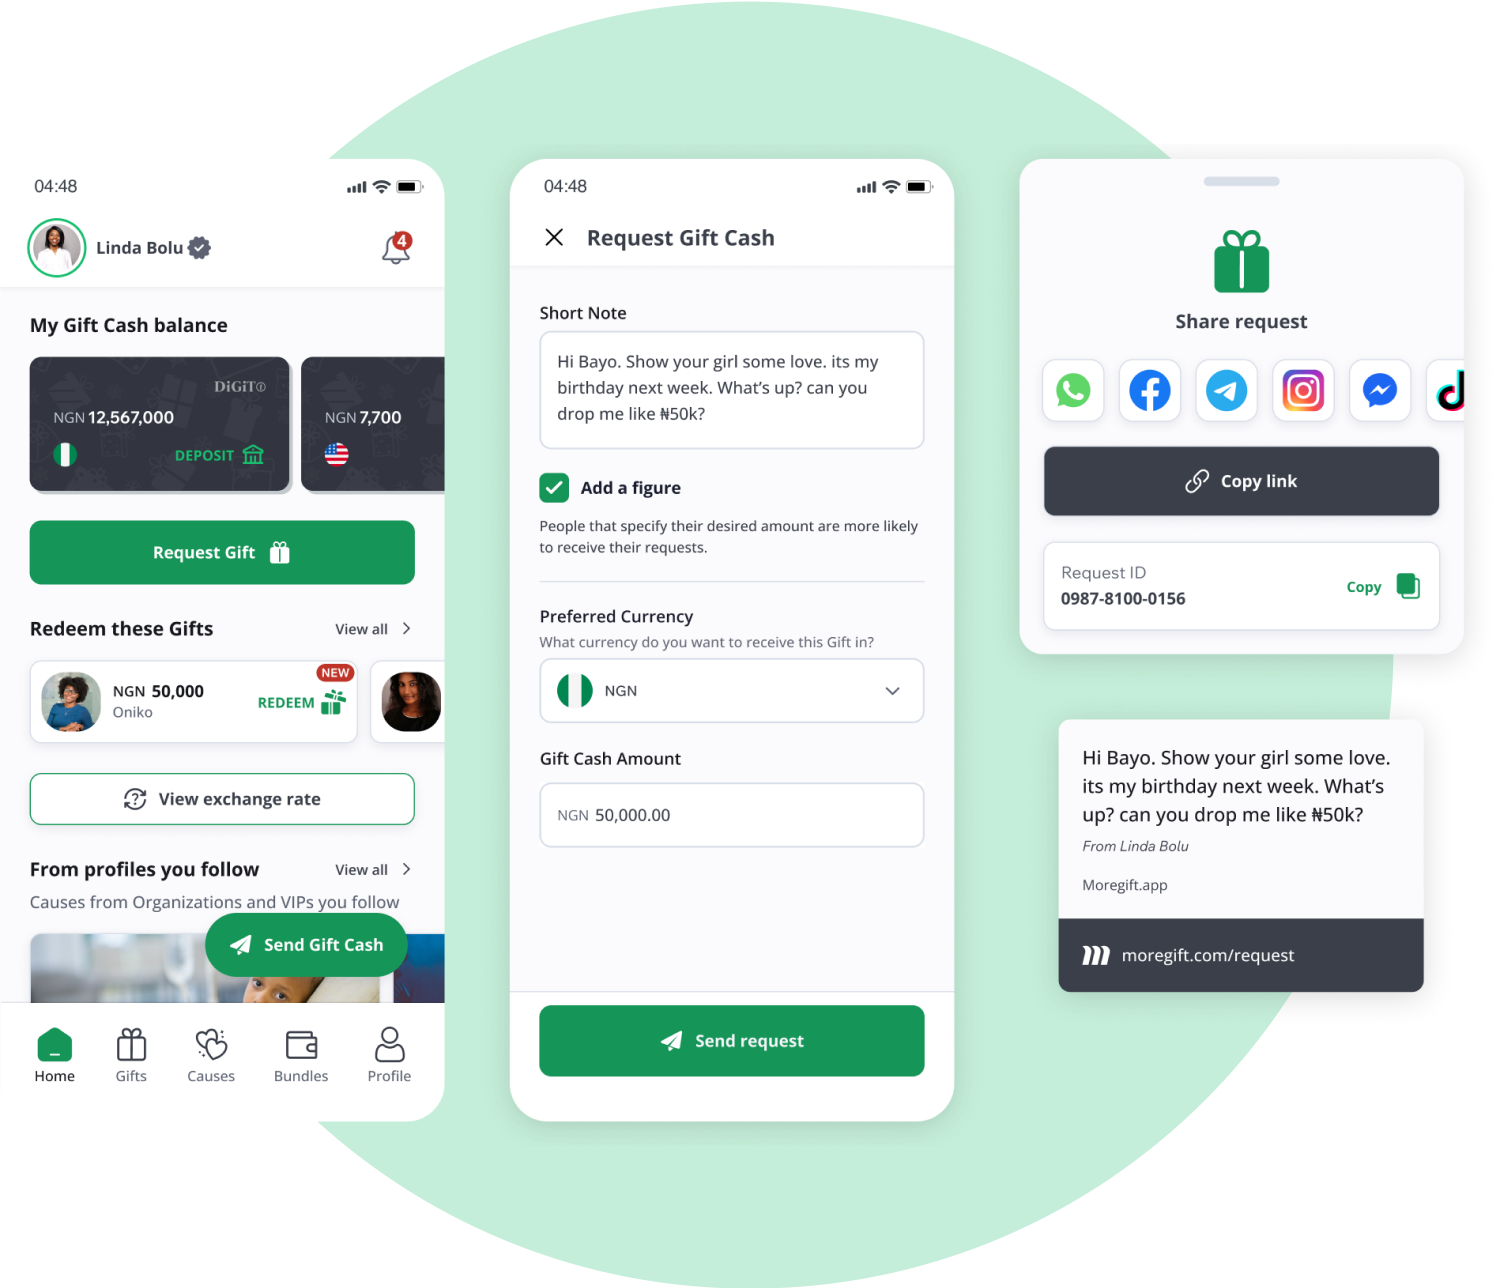 04:48
Linda Bolu
4
My Gift Cash balance
DiGiT
NGN 12,567,000
DEPOSIT
NGN 7,700
Request Gift
Redeem these Gifts
View all
NEW
NGN 50,000
Oniko
REDEEM
View exchange rate
From profiles you follow
View all
Causes from Organizations and VIPs you follow
Send Gift Cash
Home
Gifts
Causes
Bundles
Profile
04:48
Request Gift Cash
Short Note
Hi Bayo. Show your girl some love. its my
birthday next week. What’s up? can you
drop me like ₦50k?
Add a figure
People that specify their desired amount are more likely
to receive their requests.
Preferred Currency
What currency do you want to receive this Gift in?
NGN
Gift Cash Amount
NGN 50,000.00
Send request
Share request
Copy link
Request ID
0987-8100-0156
Copy
Hi Bayo. Show your girl some love.
its my birthday next week. What’s
up? can you drop me like ₦50k?
From Linda Bolu
Moregift.app
moregift.com/request